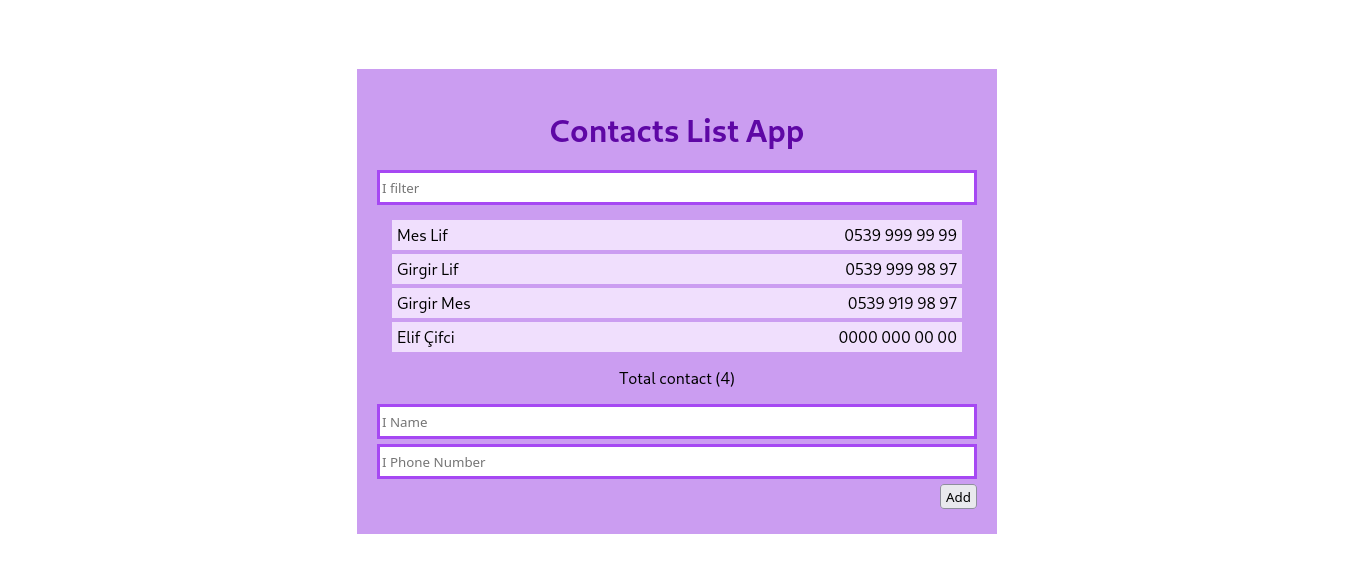 Contacts List App
I filter
Mes Lif 0539 999 99 99
Girgir Lif 0539 999 98 97
Girgir Mes 0539 919 98 97
Elif Çifci 0000 000 00 00
Total contact (4)
I Name
I Phone Number
Add